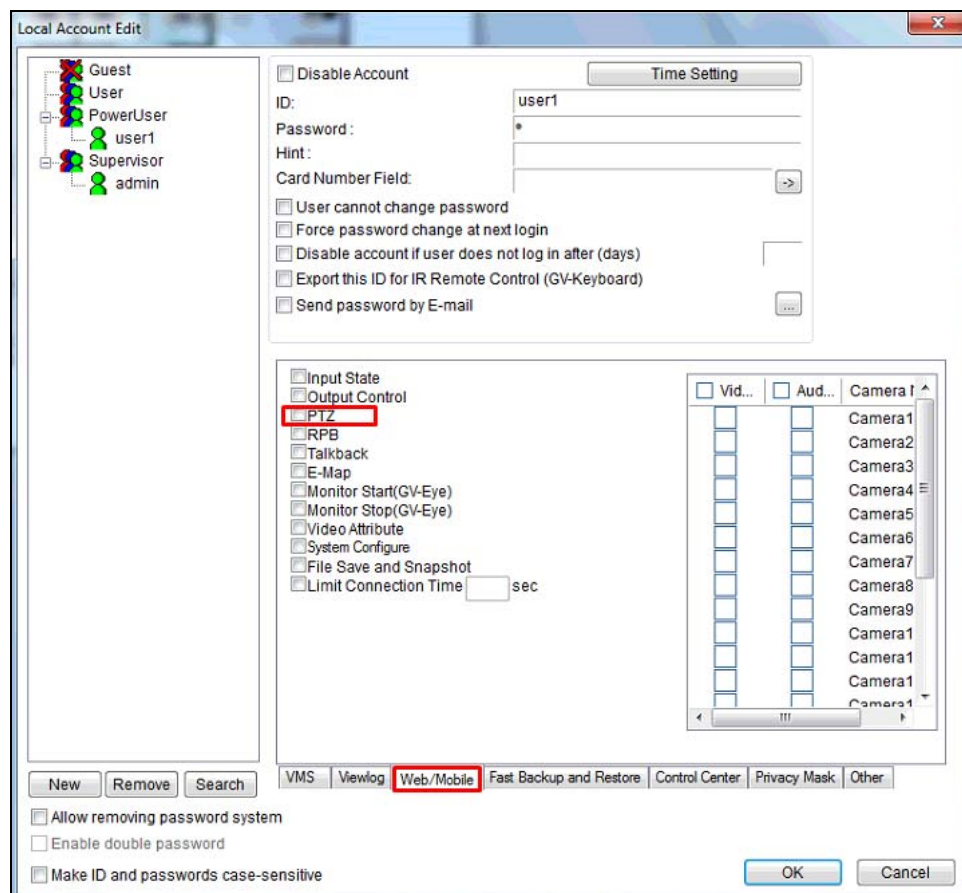 Local Account Edit
Guest
User
PowerUser
user1
Supervisor
admin
Disable Account
Time Setting
ID:
user1
Password :
Hint :
Card Number Field:
->
User cannot change password
Force password change at next login
Disable account if user does not log in after (days)
Export this ID for IR Remote Control (GV-Keyboard)
Send password by E-mail
...
Input State
Output Control
PTZ
RPB
Talkback
E-Map
Monitor Start(GV-Eye)
Monitor Stop(GV-Eye)
Video Attribute
System Configure
File Save and Snapshot
Limit Connection Time sec
Vid... Aud... Camera
Camera1
Camera2
Camera3
Camera4
Camera5
Camera6
Camera7
Camera8
Camera9
Camera1
Camera1
Camera1
Camera1
VMS Viewlog Web/Mobile Fast Backup and Restore Control Center Privacy Mask Other
New Remove Search
Allow removing password system
Enable double password
Make ID and passwords case-sensitive
OK Cancel